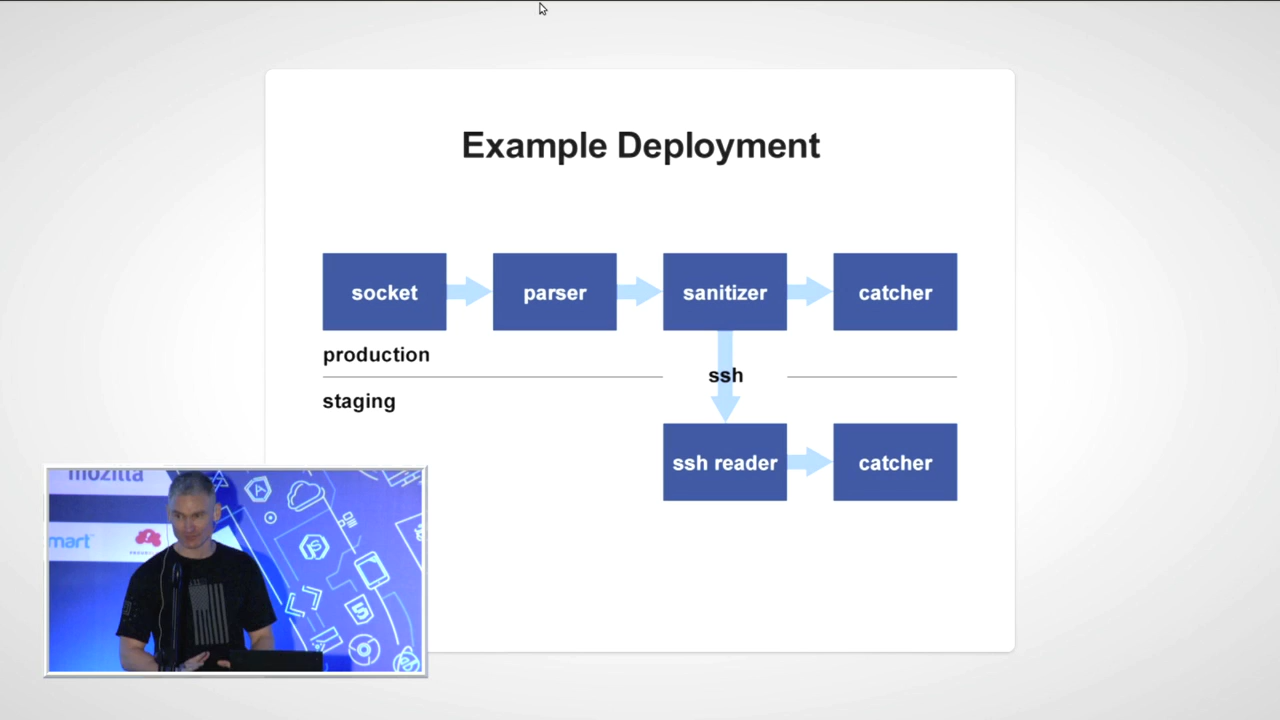 Example Deployment
socket
parser
sanitizer
catcher
production
ssh
staging
ssh reader
catcher
mozilla
mart